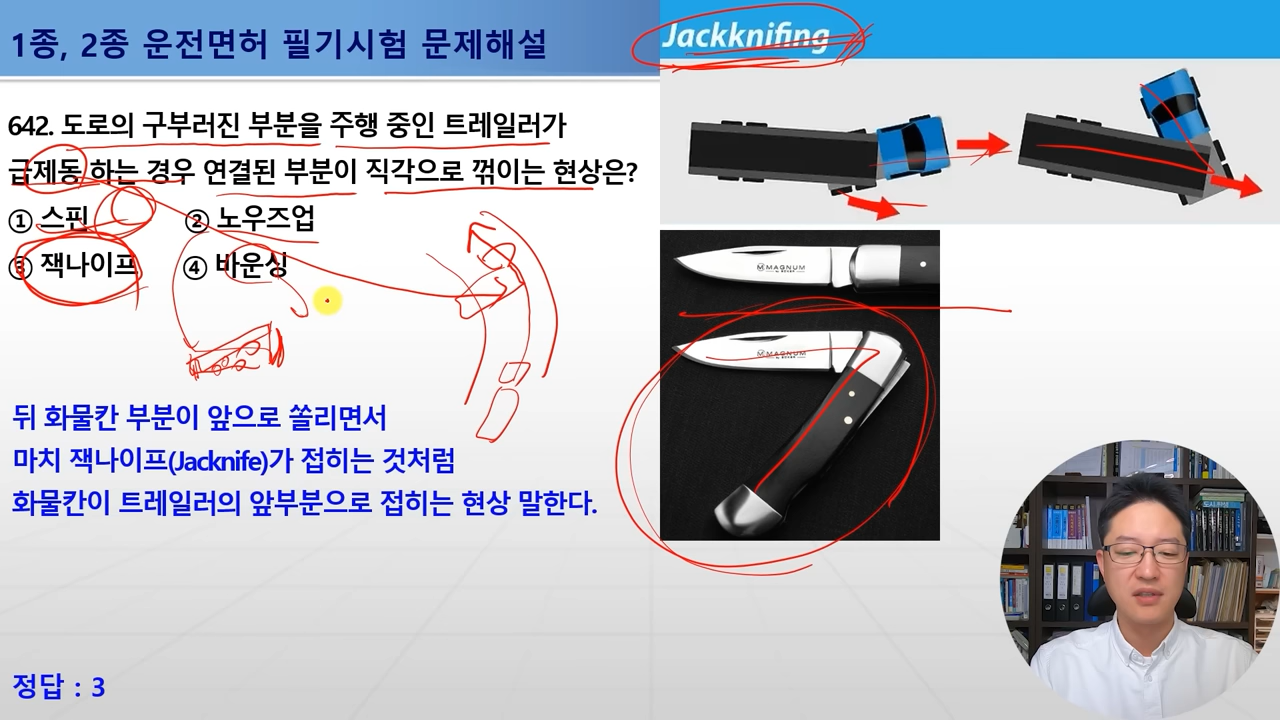 1종, 2종 운전면허 필기시험 문제해설
642. 도로의 구부러진 부분을 주행 중인 트레일러가
급제동 하는 경우 연결된 부분이 직각으로 꺾이는 현상은?
① 스핀 ② 노우즈업
③ 잭나이프 ④ 바운싱
뒤 화물칸 부분이 앞으로 쏠리면서
마치 잭나이프(Jacknife)가 접히는 것처럼
화물칸이 트레일러의 앞부분으로 접히는 현상 말한다.
정답 : 3
Jackknifing
MAGNUM
MAGNUM